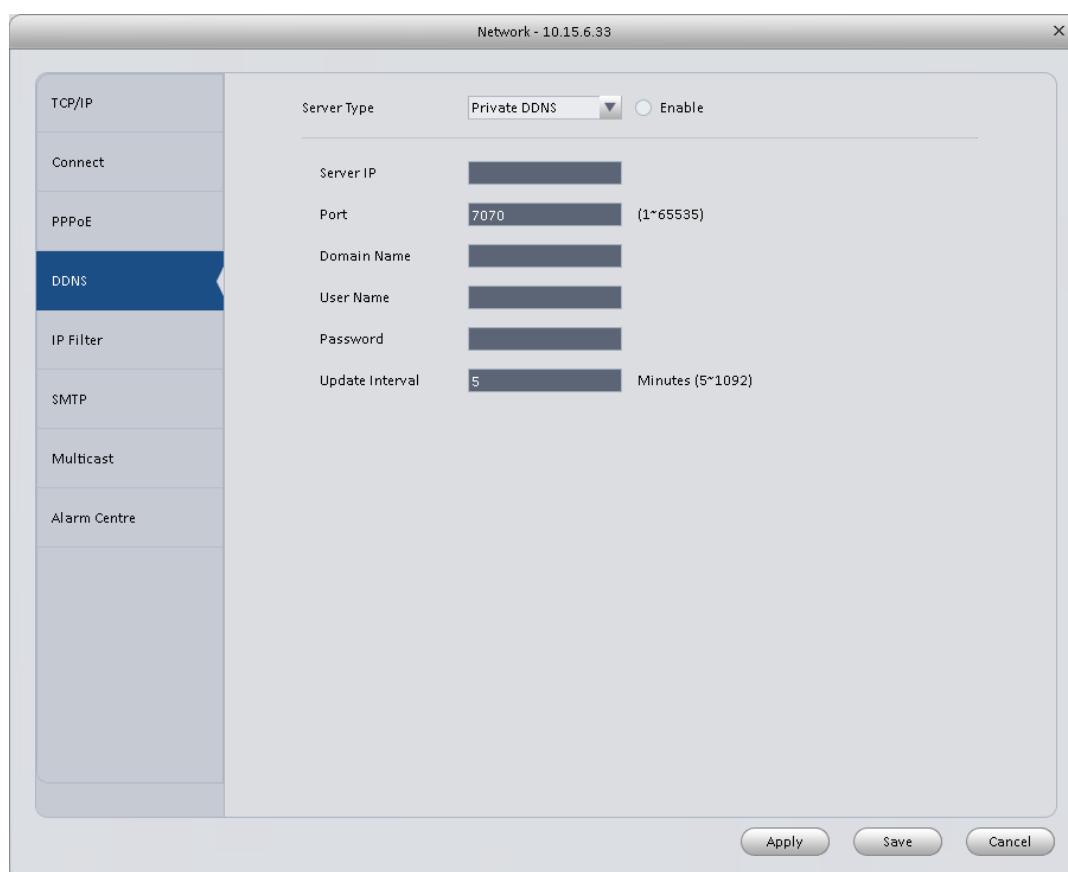 Network - 10.15.6.33
TCP/IP
Connect
PPPoE
DDNS
IP Filter
SMTP
Multicast
Alarm Centre
Server Type Private DDNS Enable
Server IP
Port 7070 (1~65535)
Domain Name
User Name
Password
Update Interval 5 Minutes (5~1092)
Apply Save Cancel